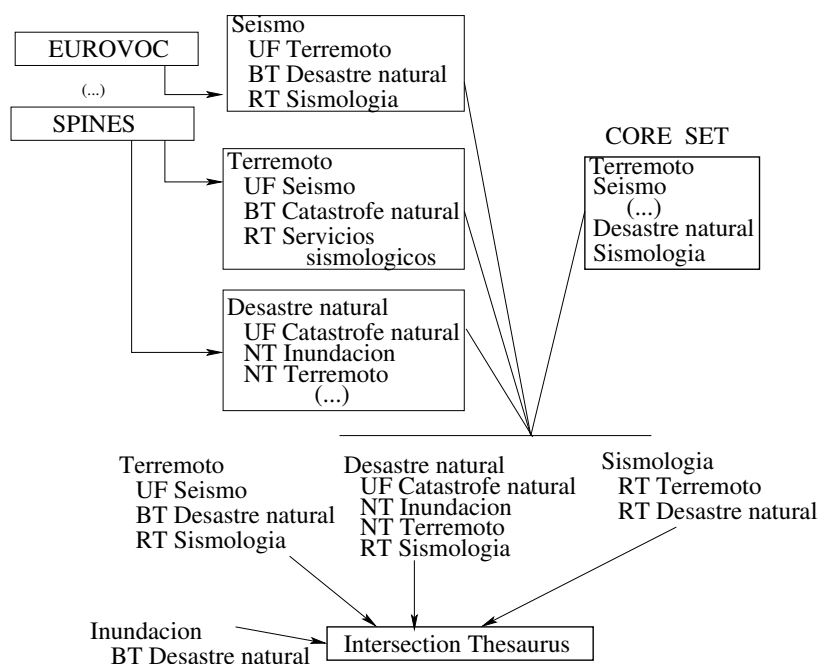 EUROVOC
(...)
SPINES
Seismo
UF Terremoto
BT Desastre natural
RT Sismologia
Terremoto
UF Seismo
BT Catastrofe natural
RT Servicios
sismologicos
Desastre natural
UF Catastrofe natural
NT Inundacion
NT Terremoto
(...)
CORE SET
Terremoto
Seismo
(...)
Desastre natural
Sismologia
Terremoto
UF Seismo
BT Desastre natural
RT Sismologia
Desastre natural
UF Catastrofe natural
NT Inundacion
NT Terremoto
RT Sismologia
Sismologia
RT Terremoto
RT Desastre natural
Inundacion
BT Desastre natural
Intersection Thesaurus